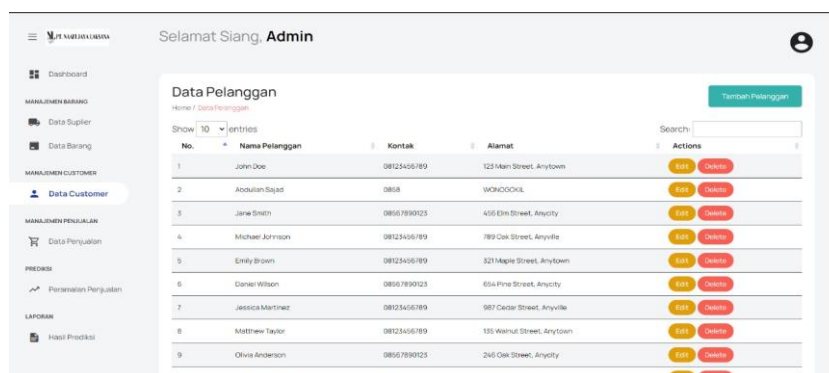 Selamat Siang, Admin
Dashboard
MANAJEMEN BARANG
Data Suplier
Data Barang
MANAJEMEN CUSTOMER
Data Customer
MANAJEMEN PENJUALAN
Data Penjualan
PREDIKSI
Peramalan Penjualan
LAPORAN
Hasil Prediksi
Data Pelanggan
Home / Data Pelanggan
Tambah Pelanggan
Show 10 entries
Search:
No. Nama Pelanggan Kontak Alamat Actions
1 John Doe 08123456789 123 Main Street, Anytown Edit Delete
2 Abdullah Sajad 0858 WONOCOKIL Edit Delete
3 Jane Smith 08567890123 456 Elm Street, Anycity Edit Delete
4 Michael Johnson 08123456789 789 Oak Street, Anyville Edit Delete
5 Emily Brown 08123456789 321 Maple Street, Anytown Edit Delete
6 Daniel Wilson 08567890123 654 Pine Street, Anycity Edit Delete
7 Jessica Martinez 08123456789 987 Cedar Street, Anyville Edit Delete
8 Matthew Taylor 08123456789 135 Walnut Street, Anytown Edit Delete
9 Olivia Anderson 08567890123 246 Oak Street, Anycity Edit Delete